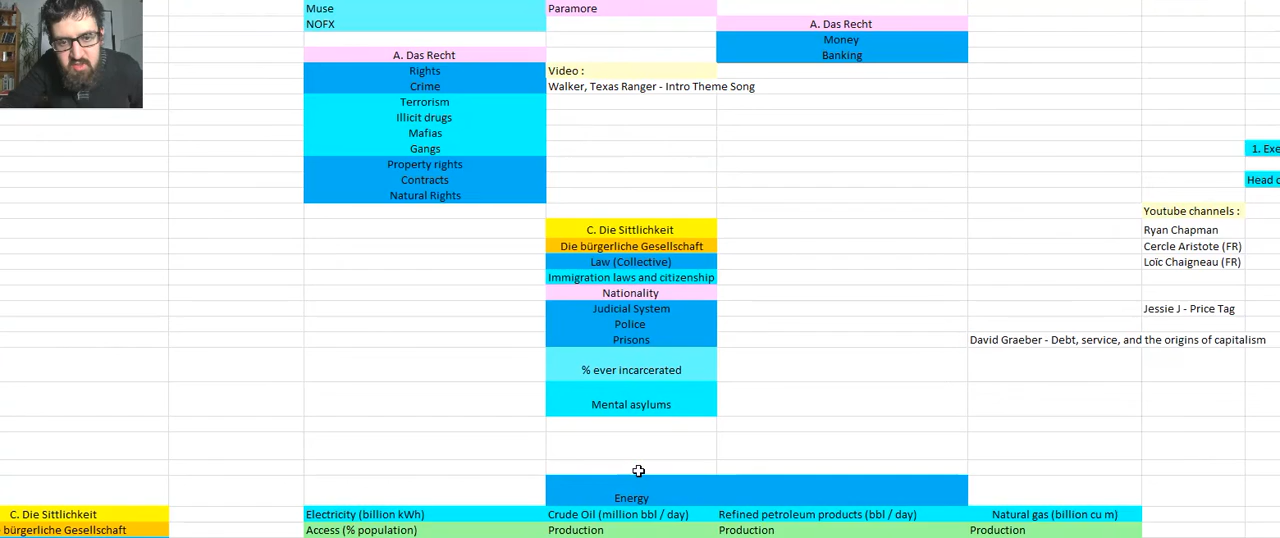 Muse
Paramore
NOFX
A. Das Recht
Money
Banking
A. Das Recht
Rights
Video :
Crime
Walker, Texas Ranger - Intro Theme Song
Terrorism
Illicit drugs
Mafias
Gangs
1. Exe
Property rights
Contracts
Head o
Natural Rights
Youtube channels :
C. Die Sittlichkeit
Ryan Chapman
Die bürgerliche Gesellschaft
Cercle Aristote (FR)
Law (Collective)
Loïc Chaigneau (FR)
Immigration laws and citizenship
Nationality
Judicial System
Jessie J - Price Tag
Police
Prisons
David Graeber - Debt, service, and the origins of capitalism
% ever incarcerated
Mental asylums
Energy
C. Die Sittlichkeit
Electricity (billion kWh)
Crude Oil (million bbl / day)
Refined petroleum products (bbl / day)
Natural gas (billion cu m)
bürgerliche Gesellschaft
Access (% population)
Production
Production
Production